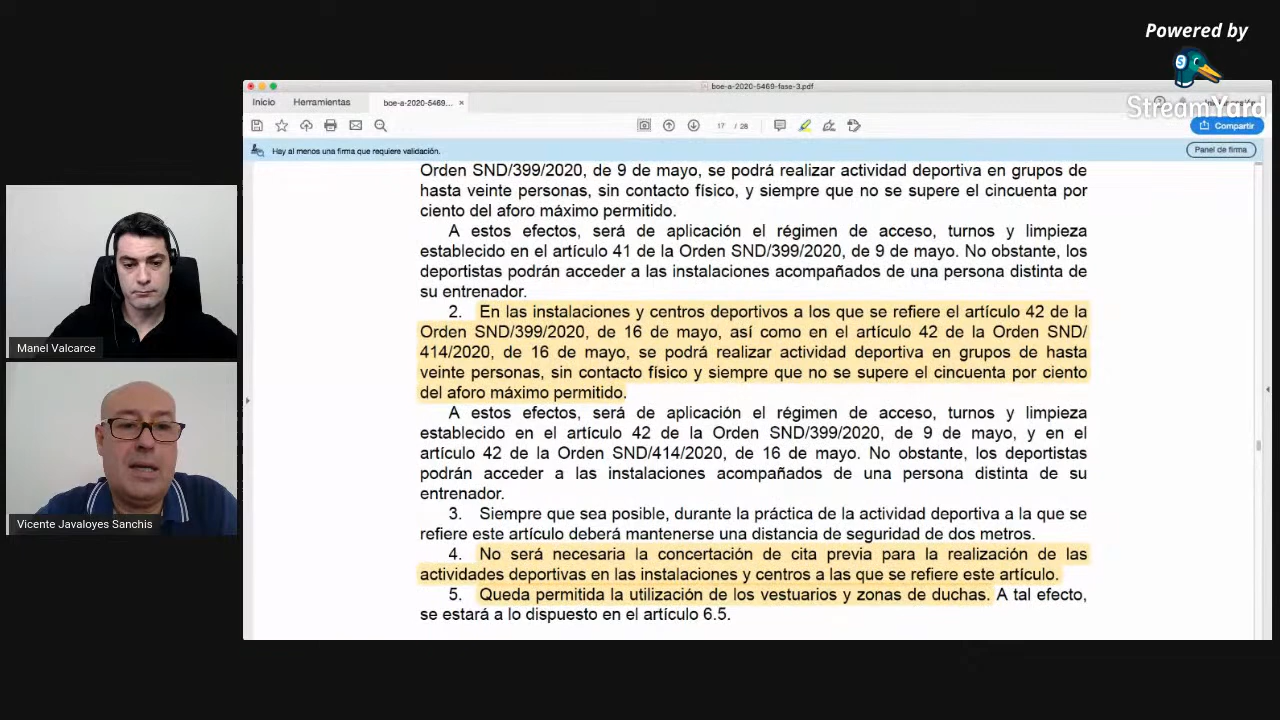 Powered by
StreamYard
boe-a-2020-5469-fase-3.pdf
Inicio
Herramientas
boe-a-2020-5469... ×
17 / 28
Compartir
Hay al menos una firma que requiere validación.
Panel de firma
Orden SND/399/2020, de 9 de mayo, se podrá realizar actividad deportiva en grupos de
hasta veinte personas, sin contacto físico, y siempre que no se supere el cincuenta por
ciento del aforo máximo permitido.
A estos efectos, será de aplicación el régimen de acceso, turnos y limpieza
establecido en el artículo 41 de la Orden SND/399/2020, de 9 de mayo. No obstante, los
deportistas podrán acceder a las instalaciones acompañados de una persona distinta de
su entrenador.
2. En las instalaciones y centros deportivos a los que se refiere el artículo 42 de la
Orden SND/399/2020, de 16 de mayo, así como en el artículo 42 de la Orden SND/
414/2020, de 16 de mayo, se podrá realizar actividad deportiva en grupos de hasta
veinte personas, sin contacto físico y siempre que no se supere el cincuenta por ciento
del aforo máximo permitido.
A estos efectos, será de aplicación el régimen de acceso, turnos y limpieza
establecido en el artículo 42 de la Orden SND/399/2020, de 9 de mayo, y en el
artículo 42 de la Orden SND/414/2020, de 16 de mayo. No obstante, los deportistas
podrán acceder a las instalaciones acompañados de una persona distinta de su
entrenador.
3. Siempre que sea posible, durante la práctica de la actividad deportiva a la que se
refiere este artículo deberá mantenerse una distancia de seguridad de dos metros.
4. No será necesaria la concertación de cita previa para la realización de las
actividades deportivas en las instalaciones y centros a las que se refiere este artículo.
5. Queda permitida la utilización de los vestuarios y zonas de duchas. A tal efecto,
se estará a lo dispuesto en el artículo 6.5.
Manel Valcarce
Vicente Javaloyes Sanchis